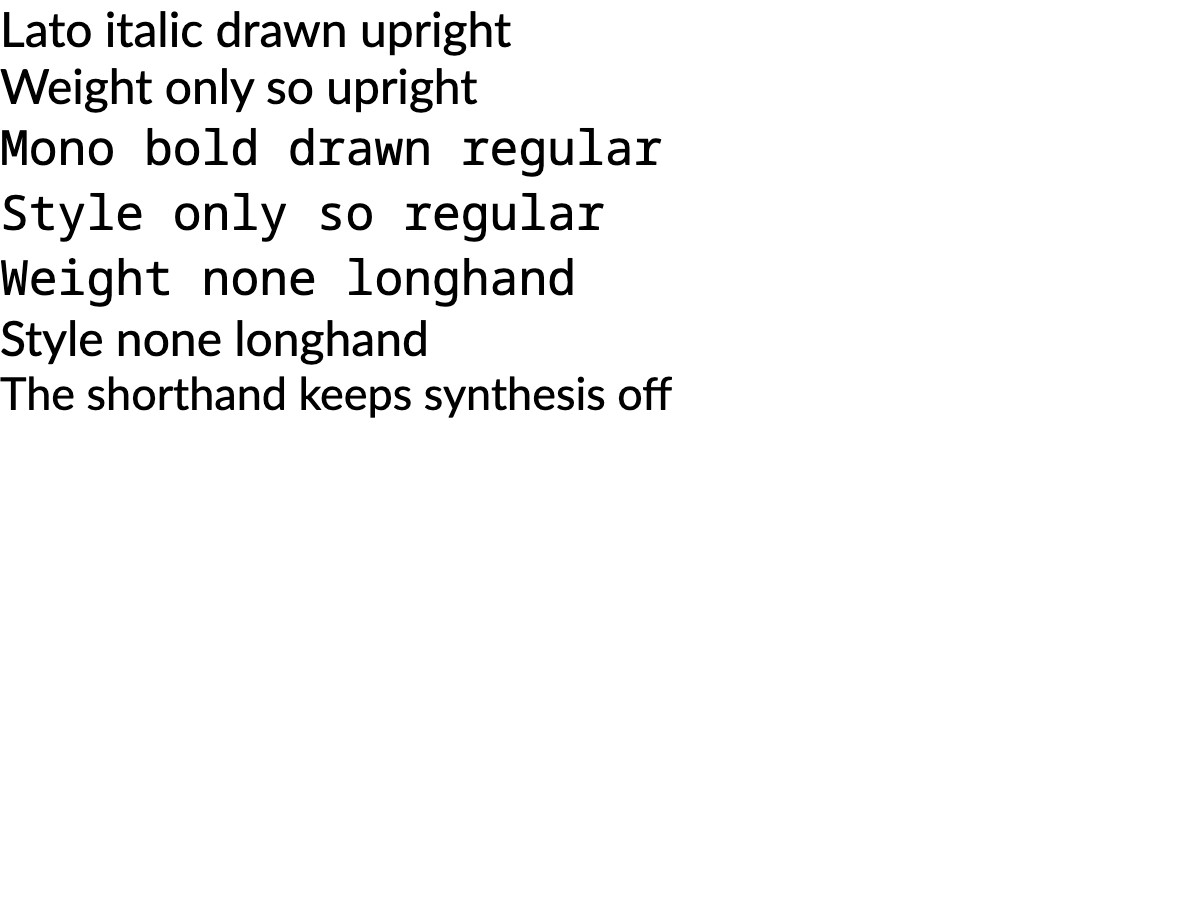 Lato italic drawn upright
Weight only so upright
Mono bold drawn regular
Style only so regular
Weight none longhand
Style none longhand
The shorthand keeps synthesis off